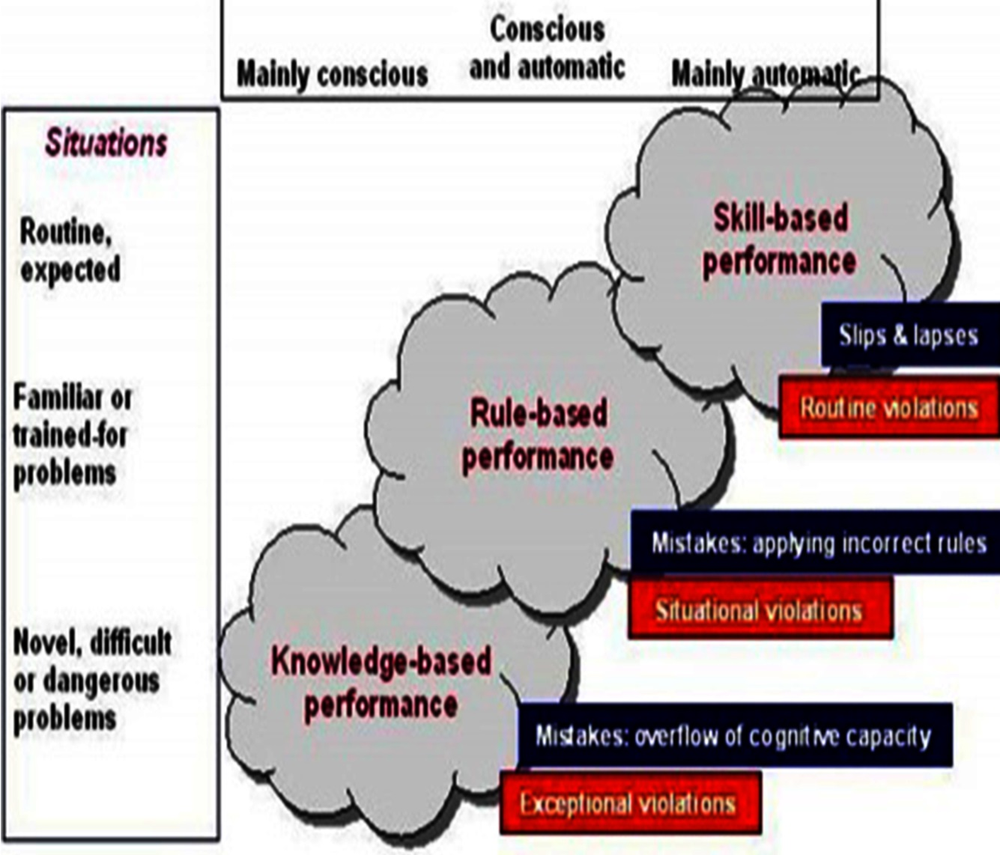 Conscious
and automatic
Mainly conscious
Mainly automatic
Situations
Routine,
expected
Familiar or
trained-for
problems
Novel, difficult
or dangerous
problems
Skill-based
performance
Slips & lapses
Routine violations
Rule-based
performance
Mistakes: applying incorrect rules
Situational violations
Knowledge-based
performance
Mistakes: overflow of cognitive capacity
Exceptional violations